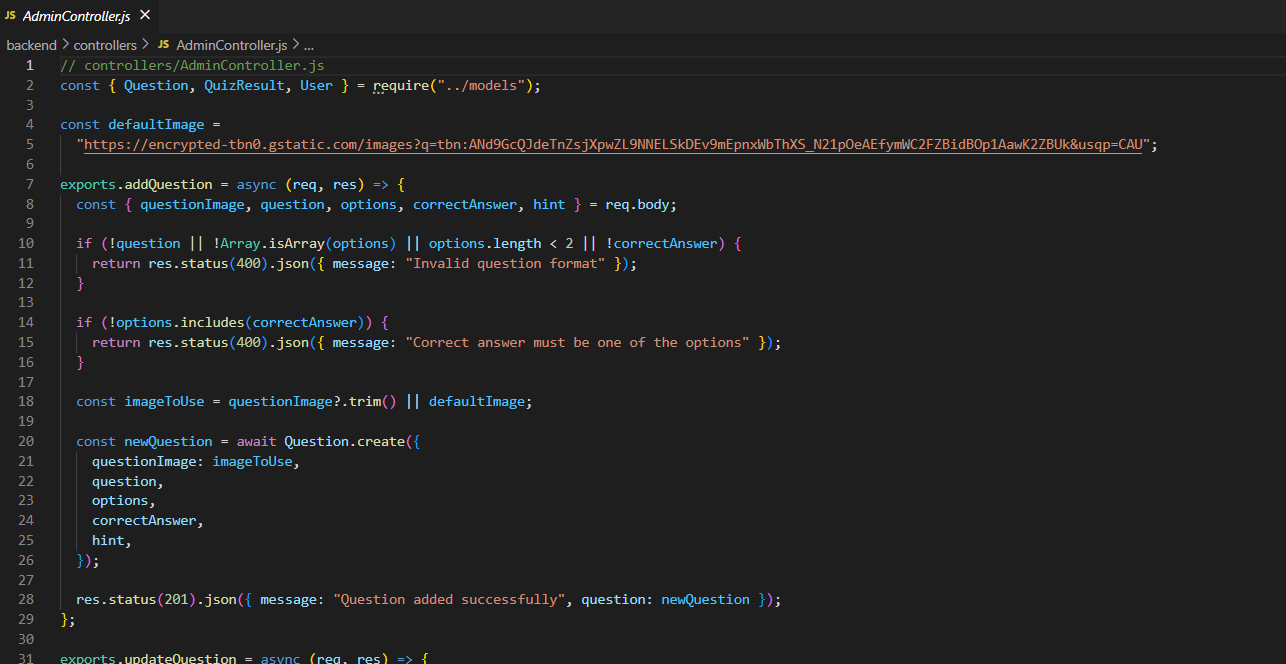 JS AdminController.js ×
backend > controllers > JS AdminController.js > ...
1 // controllers/AdminController.js
2 const { Question, QuizResult, User } = require("../models");
3
4 const defaultImage =
5   "https://encrypted-tbn0.gstatic.com/images?q=tbn:ANd9GcQJdeTnZsjXpwZL9NNELSkDEv9mEpnxWbThXS_N21pOeAEfymWC2FZBidBOp1AawK2ZBUk&usqp=CAU";
6
7 exports.addQuestion = async (req, res) => {
8   const { questionImage, question, options, correctAnswer, hint } = req.body;
9
10   if (!question || !Array.isArray(options) || options.length < 2 || !correctAnswer) {
11     return res.status(400).json({ message: "Invalid question format" });
12   }
13
14   if (!options.includes(correctAnswer)) {
15     return res.status(400).json({ message: "Correct answer must be one of the options" });
16   }
17
18   const imageToUse = questionImage?.trim() || defaultImage;
19
20   const newQuestion = await Question.create({
21     questionImage: imageToUse,
22     question,
23     options,
24     correctAnswer,
25     hint,
26   });
27
28   res.status(201).json({ message: "Question added successfully", question: newQuestion });
29 };
30
31 exports.updateQuestion = async (req, res) => {